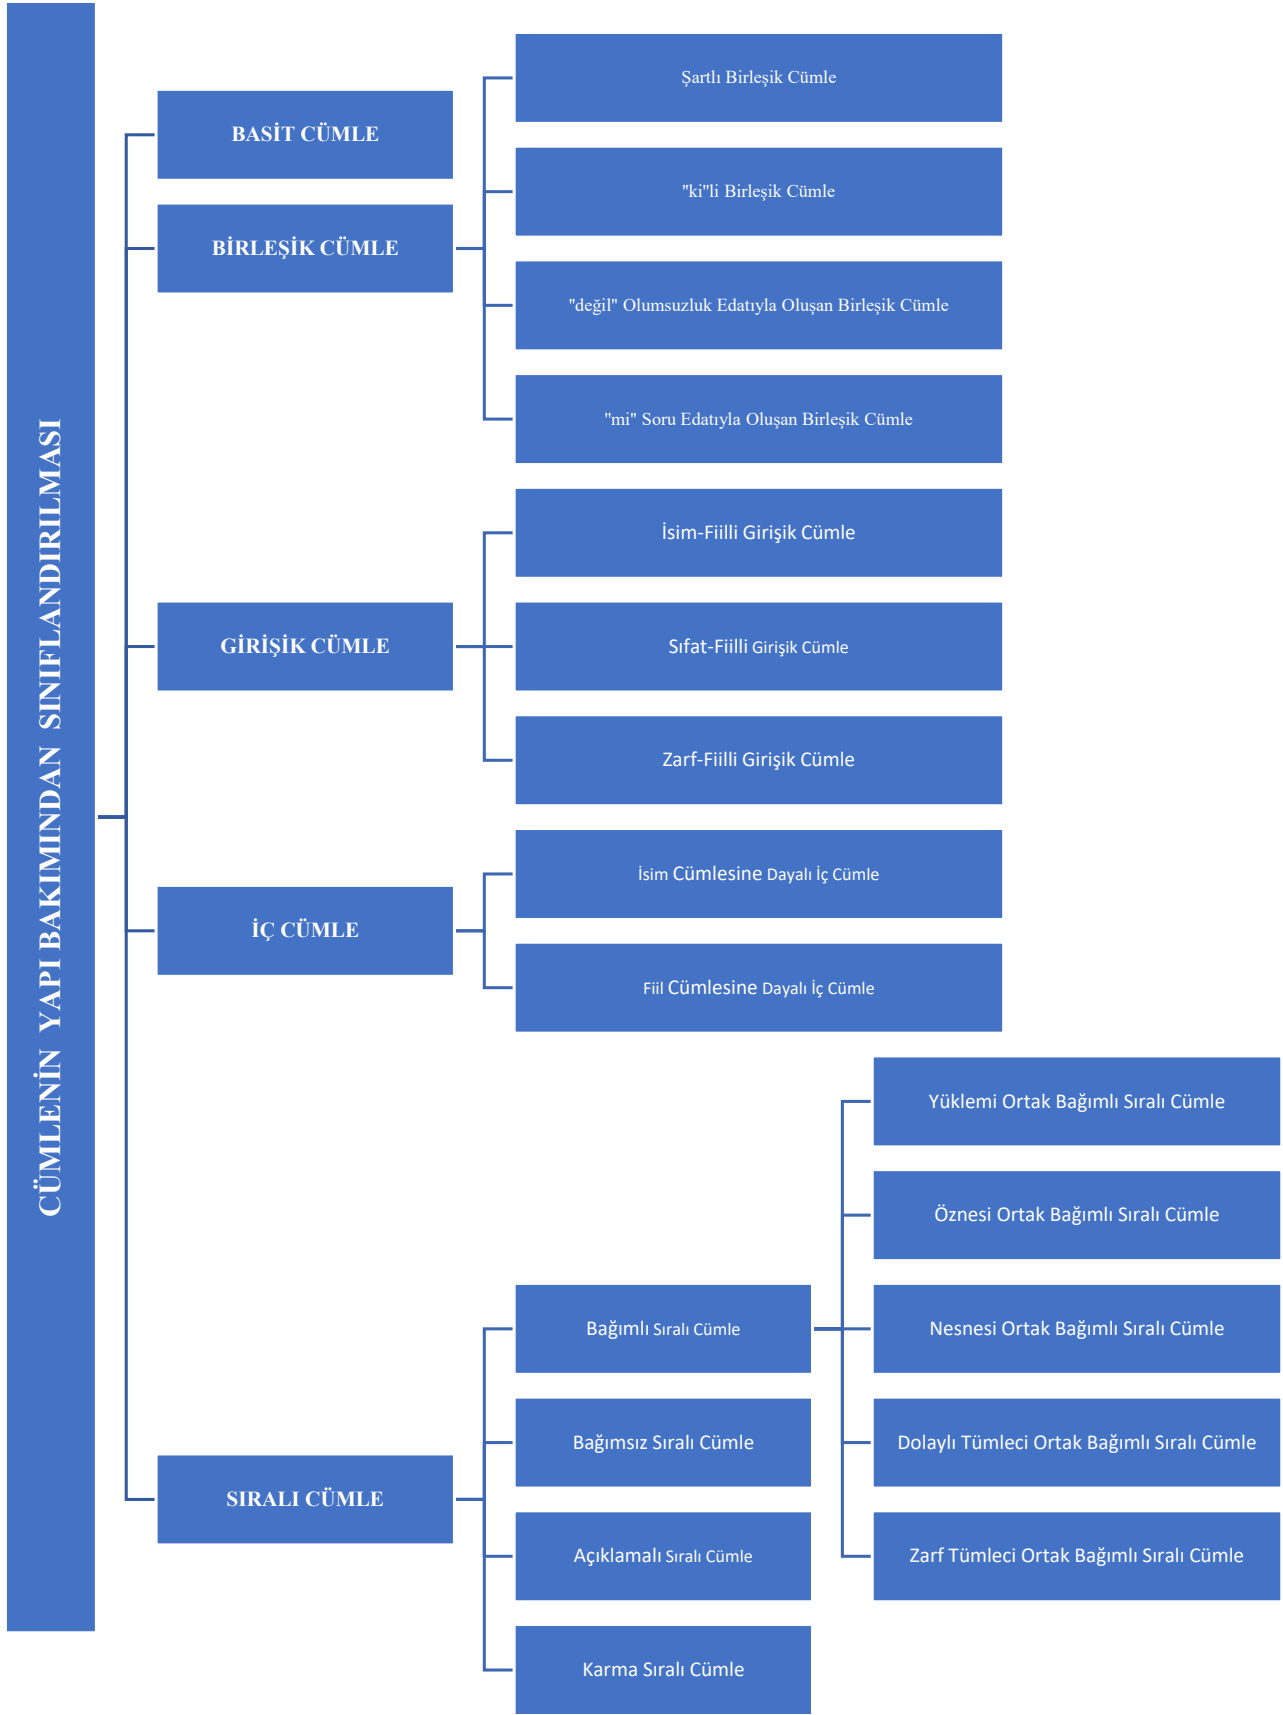 CÜMLENİN YAPI BAKIMINDAN SINIFLANDIRILMASI
BASİT CÜMLE
BİRLEŞİK CÜMLE
Şartlı Birleşik Cümle
"ki"li Birleşik Cümle
"değil" Olumsuzluk Edatıyla Oluşan Birleşik Cümle
"mi" Soru Edatıyla Oluşan Birleşik Cümle
GİRİŞİK CÜMLE
İsim-Fiilli Girişik Cümle
Sıfat-Fiilli Girişik Cümle
Zarf-Fiilli Girişik Cümle
İÇ CÜMLE
İsim Cümlesine Dayalı İç Cümle
Fiil Cümlesine Dayalı İç Cümle
SIRALI CÜMLE
Bağımlı Sıralı Cümle
Yüklemi Ortak Bağımlı Sıralı Cümle
Öznesi Ortak Bağımlı Sıralı Cümle
Nesnesi Ortak Bağımlı Sıralı Cümle
Dolaylı Tümleci Ortak Bağımlı Sıralı Cümle
Zarf Tümleci Ortak Bağımlı Sıralı Cümle
Bağımsız Sıralı Cümle
Açıklamalı Sıralı Cümle
Karma Sıralı Cümle